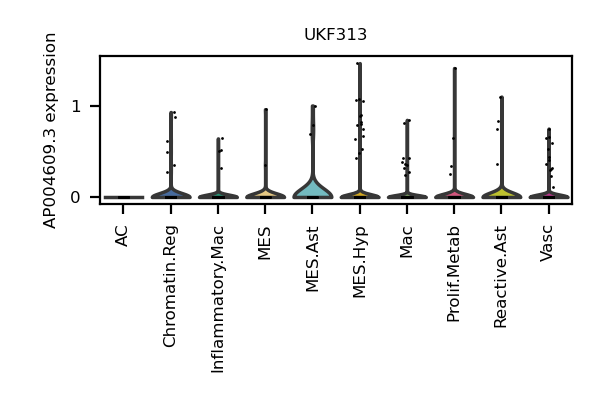 UKF313
AP004609.3 expression
1
0
AC
Chromatin.Reg
Inflammatory.Mac
MES
MES.Ast
MES.Hyp
Mac
Prolif.Metab
Reactive.Ast
Vasc